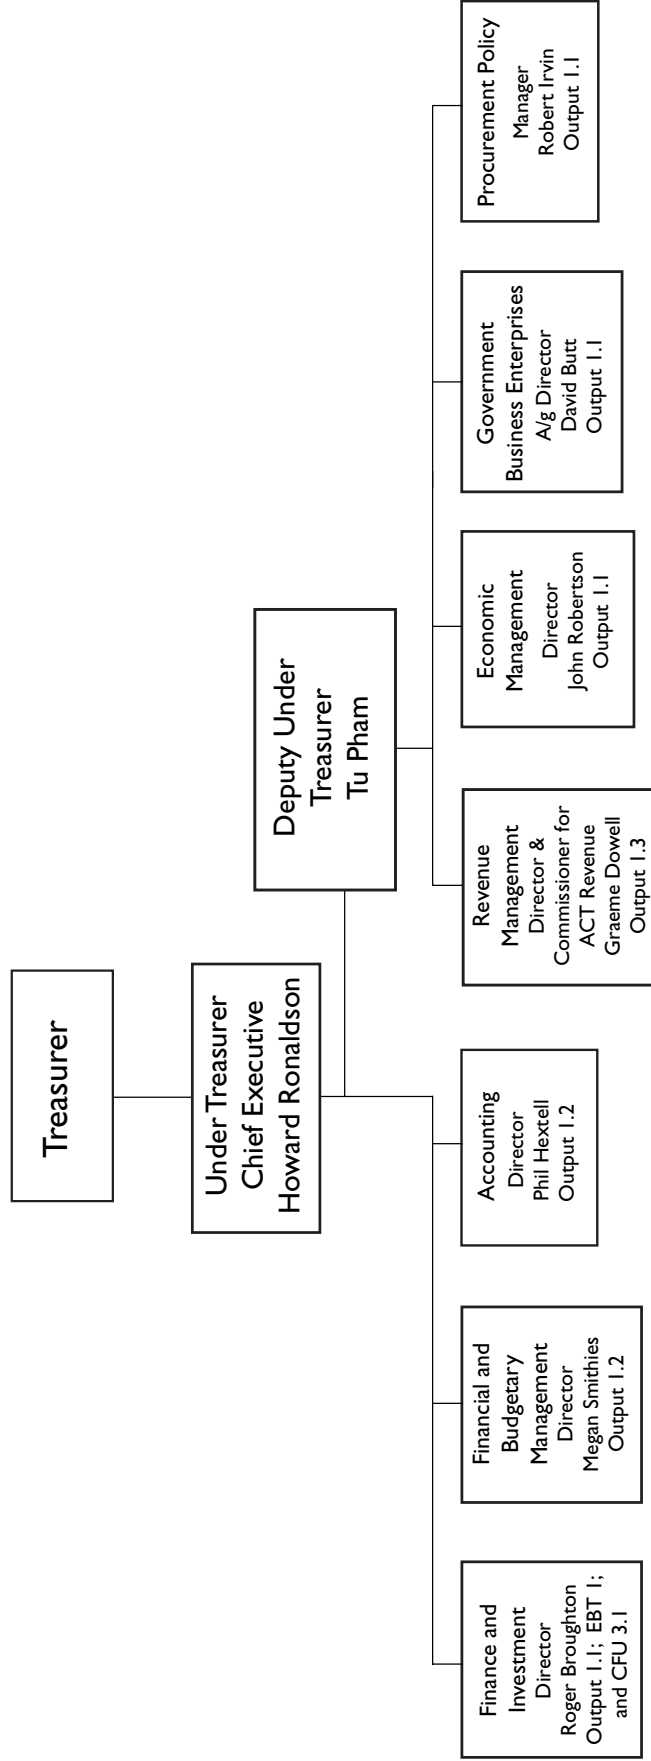 Treasurer
Under Treasurer
Chief Executive
Howard Ronaldson
Deputy Under
Treasurer
Tu Pham
Finance and
Investment
Director
Roger Broughton
Output 1.1; EBT 1;
and CFU 3.1
Financial and
Budgetary
Management
Director
Megan Smithies
Output 1.2
Accounting
Director
Phil Hextell
Output 1.2
Revenue
Management
Director &
Commissioner for
ACT Revenue
Graeme Dowell
Output 1.3
Economic
Management
Director
John Robertson
Output 1.1
Government
Business Enterprises
A/g Director
David Butt
Output 1.1
Procurement Policy
Manager
Robert Irvin
Output 1.1